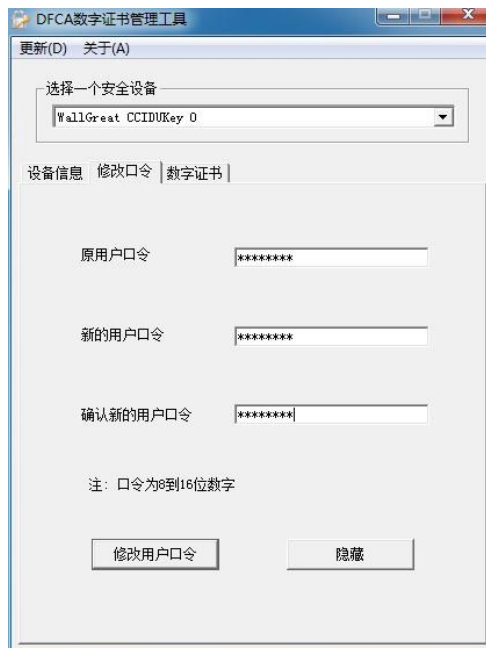 DFCA数字证书管理工具
更新(D) 关于(A)
选择一个安全设备
WallGreat CCIDUKey 0
设备信息 修改口令 数字证书
原用户口令 ********
新的用户口令 ********
确认新的用户口令 ********
注：口令为8到16位数字
修改用户口令 隐藏